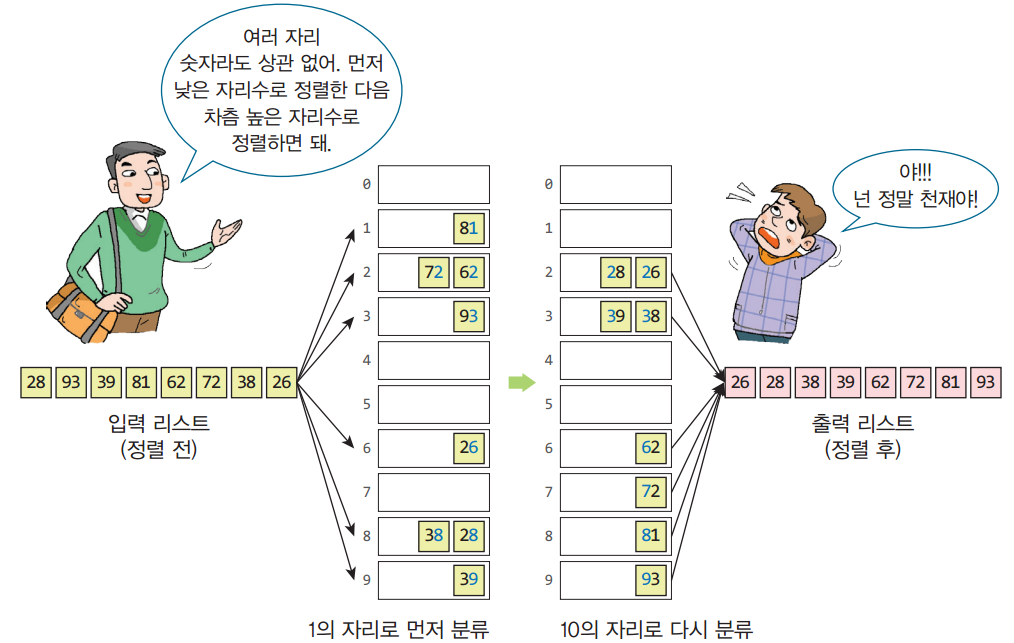 여러 자리
숫자라도 상관 없어. 먼저
낮은 자리수로 정렬한 다음
차츰 높은 자리수로
정렬하면 돼.
야!!!
넌 정말 천재야!
28 93 39 81 62 72 38 26
입력 리스트
(정렬 전)
0
1 81
2 72 62
3 93
4
5
6 26
7
8 38 28
9 39
1의 자리로 먼저 분류
0
1
2 28 26
3 39 38
4
5
6 62
7 72
8 81
9 93
10의 자리로 다시 분류
26 28 38 39 62 72 81 93
출력 리스트
(정렬 후)